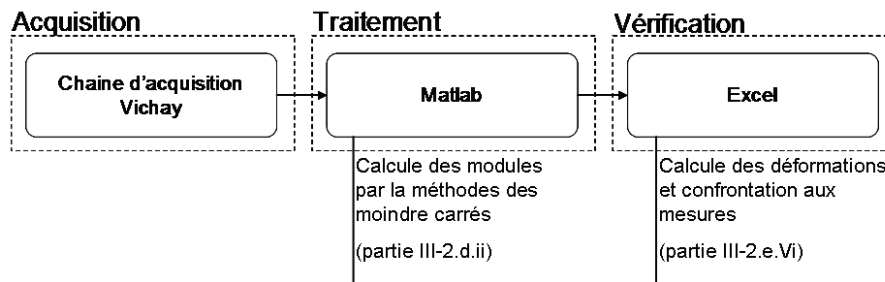 Acquisition
Chaine d'acquisition
Vichay
Traitement
Matlab
Calcule des modules
par la méthodes des
moindre carrés
(partie III-2.d.ii)
Vérification
Excel
Calcule des déformations
et confrontation aux
mesures
(partie III-2.e.Vi)